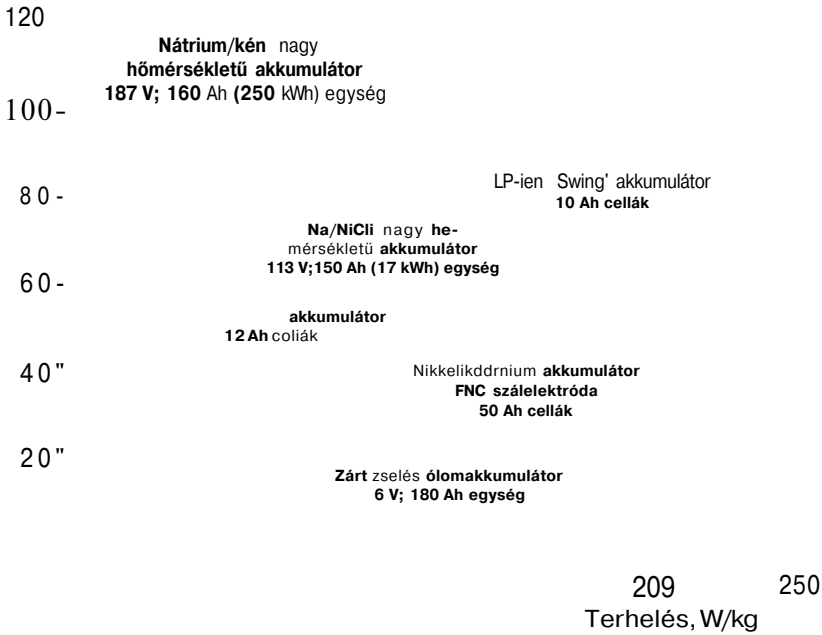 120
Nátrium/kén nagy
hőmérsékletű akkumulátor
187 V; 160 Ah (250 kWh) egység
100-
LP-ien Swing' akkumulátor
80-
10 Ah cellák
Na/NiCli nagy he-
mérsékletü akkumulátor
113 V;150 Ah (17 kWh) egység
60-
akkumulátor
12 Ah coliák
40"
Nikkelikddrnium akkumulátor
FNC szálelektróda
50 Ah cellák
20"
Zárt zselés ólomakkumulátor
6 V; 180 Ah egység
209 250
Terhelés, W/kg